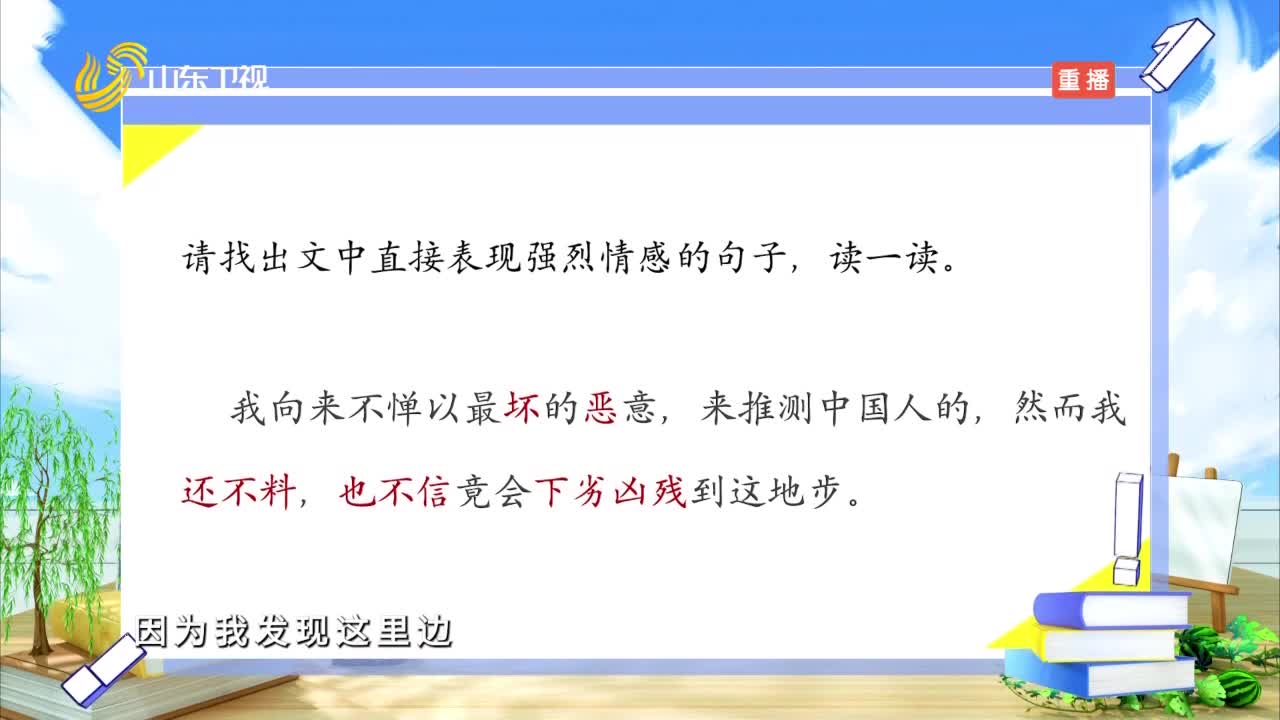 山东卫视
重播
请找出文中直接表现强烈情感的句子，读一读。
我向来不惮以最坏的恶意，来推测中国人的，然而我
还不料，也不信竟会下劣凶残到这地步。
因为我发现这里边